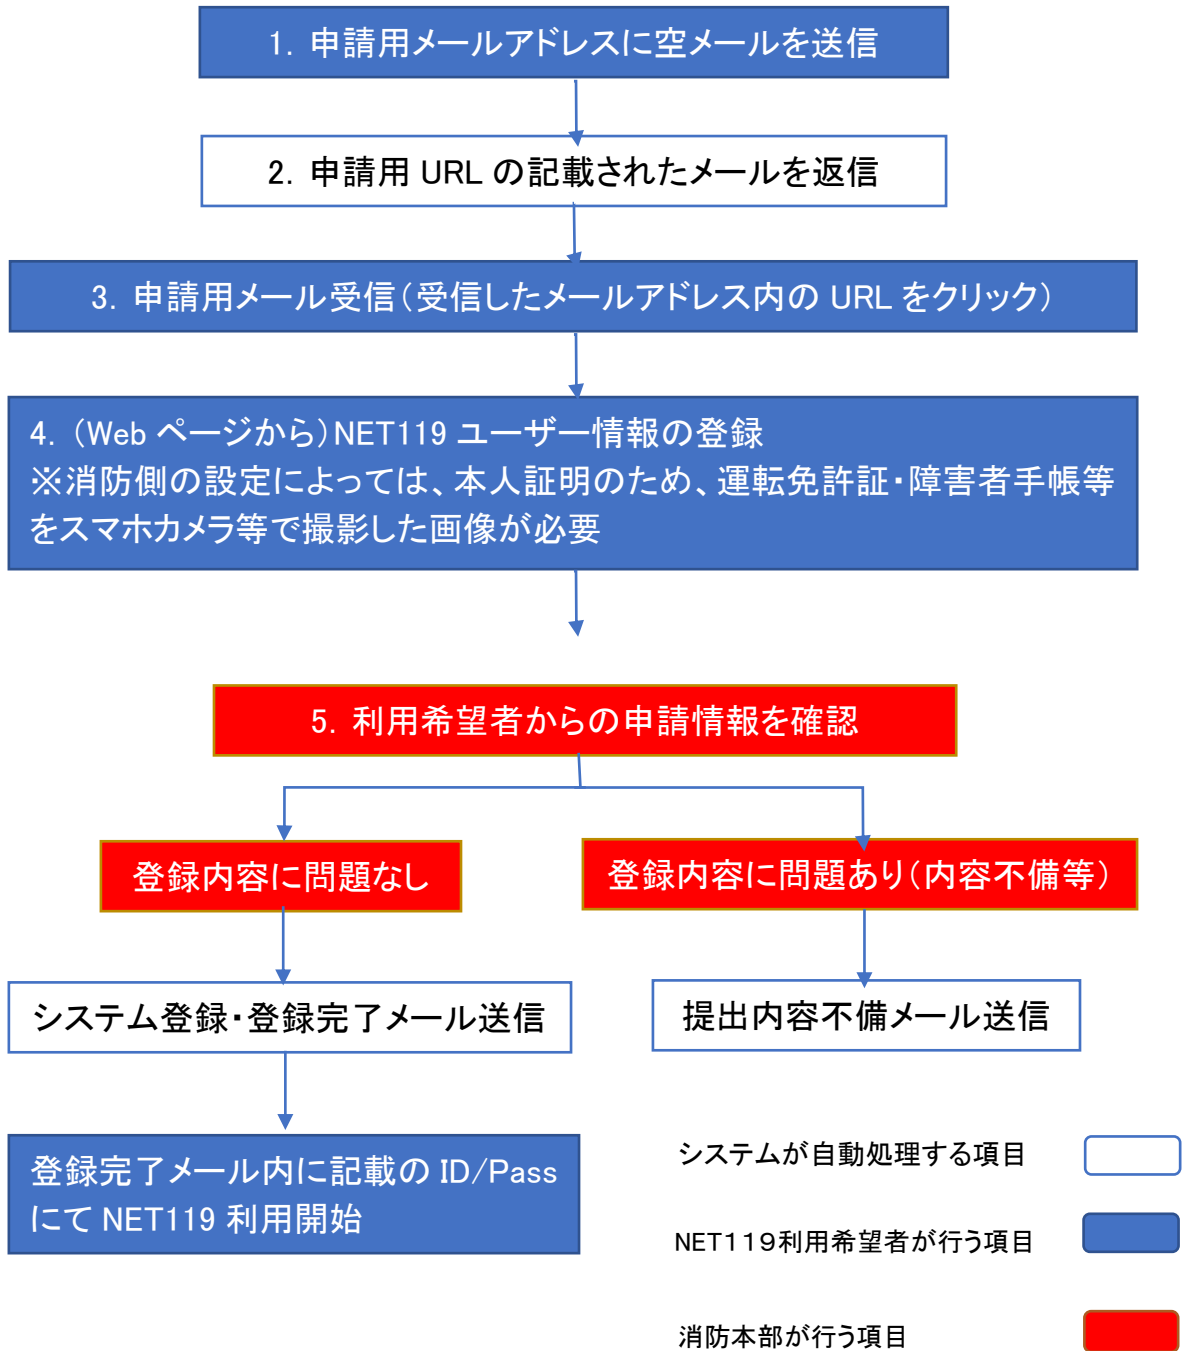 1. 申請用メールアドレスに空メールを送信
2. 申請用 URL の記載されたメールを返信
3. 申請用メール受信（受信したメールアドレス内の URL をクリック）
4. （Web ページから）NET119 ユーザー情報の登録
※消防側の設定によっては、本人証明のため、運転免許証・障害者手帳等
をスマホカメラ等で撮影した画像が必要
5. 利用希望者からの申請情報を確認
登録内容に問題なし
登録内容に問題あり（内容不備等）
システム登録・登録完了メール送信
提出内容不備メール送信
登録完了メール内に記載の ID/Pass
にて NET119 利用開始
システムが自動処理する項目
NET１１９利用希望者が行う項目
消防本部が行う項目